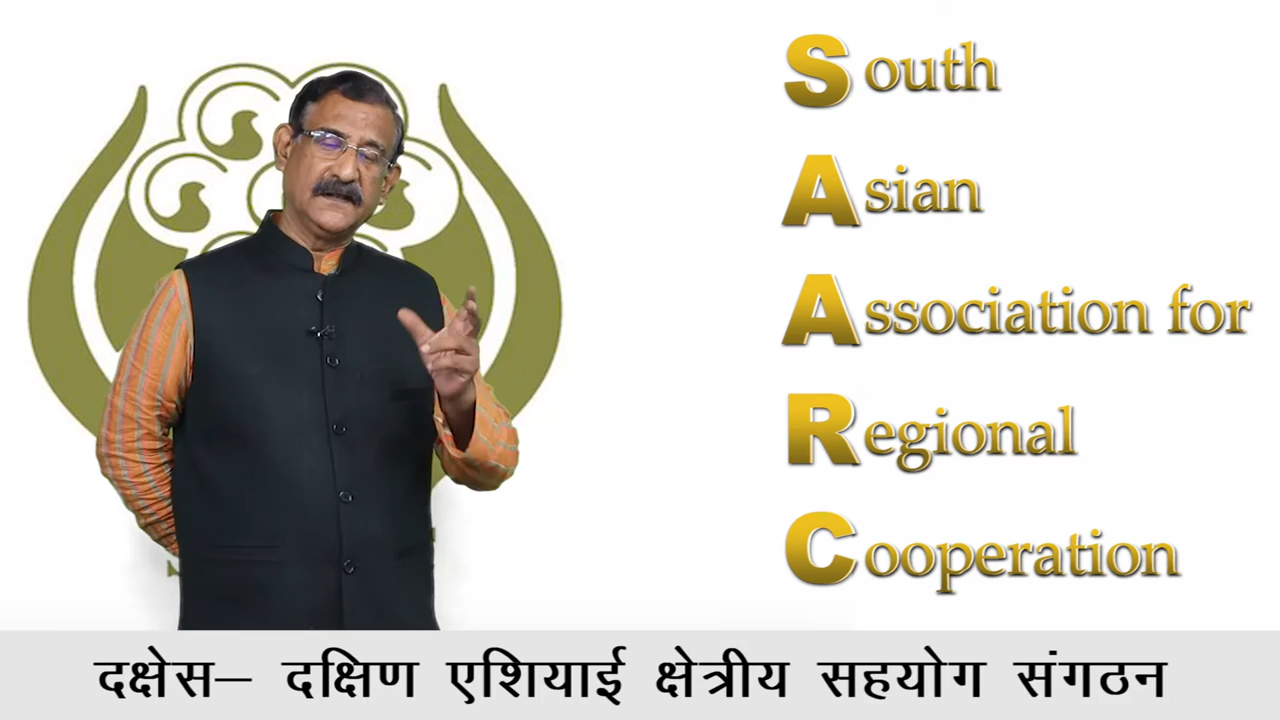 South
Asian
Association for
Regional
Cooperation
दक्षेस– दक्षिण एशियाई क्षेत्रीय सहयोग संगठन